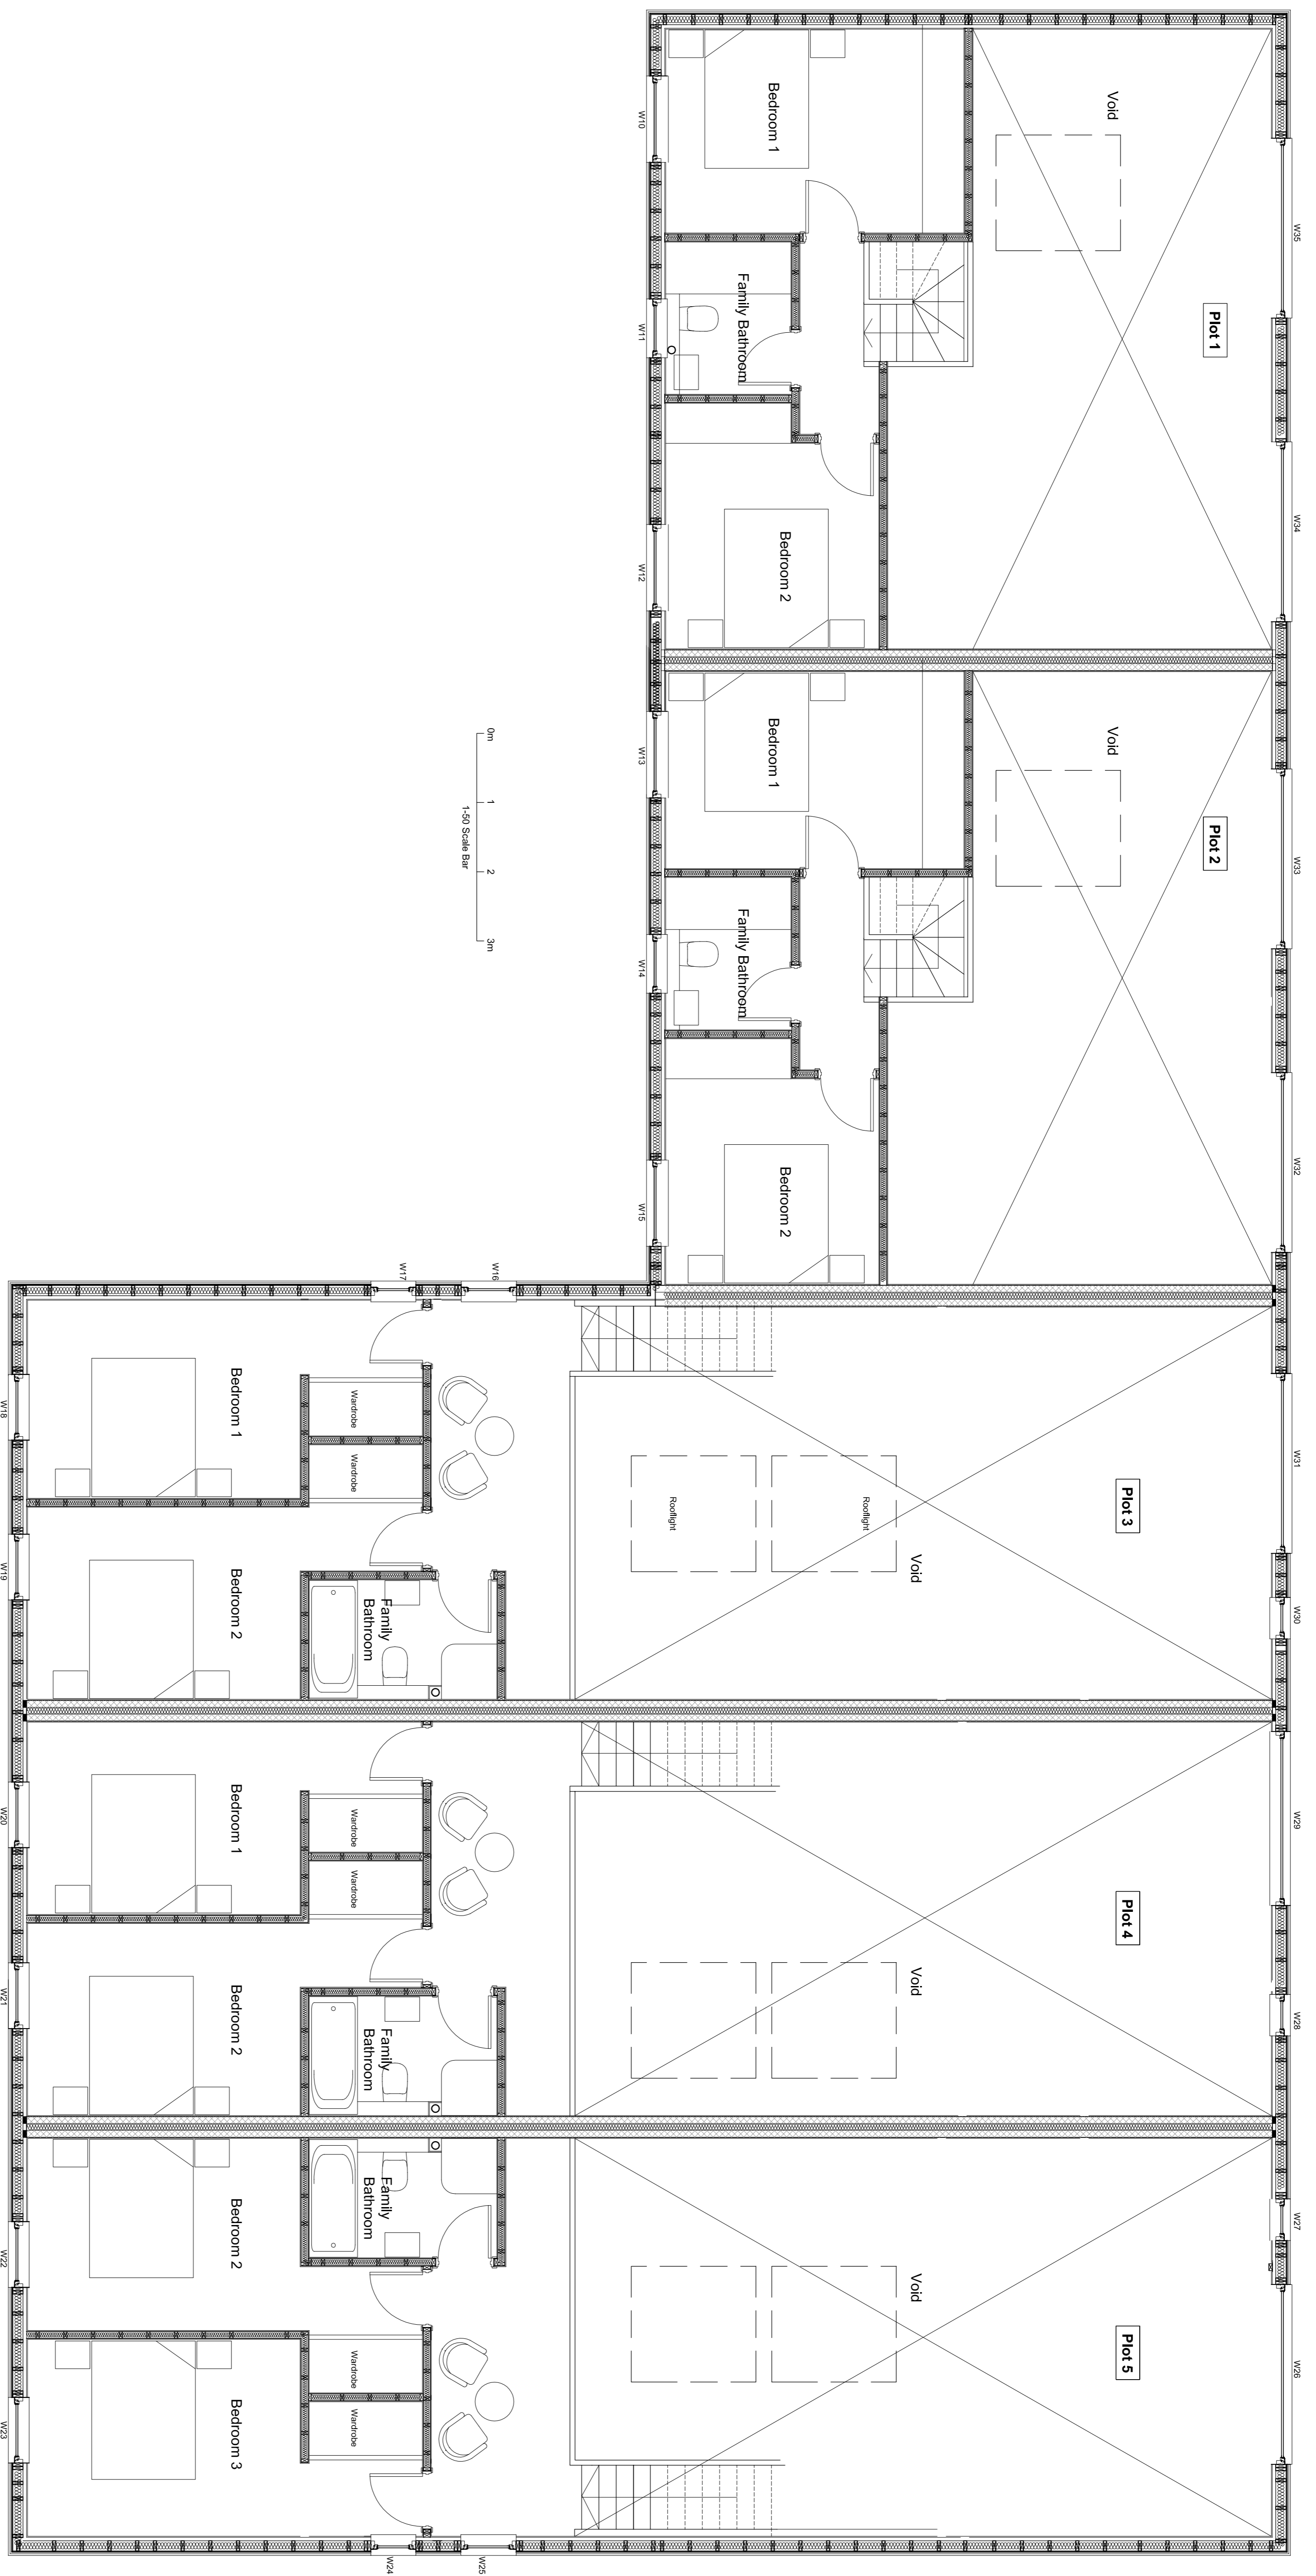 W35
W34
W33
W32
W31
W30
W29
W28
W27
W26
Plot 1
Void
Bedroom 1
Family Bathroom
Bedroom 2
W10
W11
W12
Plot 2
Void
Bedroom 1
Family Bathroom
Bedroom 2
W13
W14
W15
0m
1
2
3m
1-50 Scale Bar
Plot 3
Void
Rooflight
Rooflight
W16
W17
Wardrobe
Wardrobe
Family
Bathroom
Bedroom 1
Bedroom 2
W18
W19
Plot 4
Void
Wardrobe
Wardrobe
Family
Bathroom
Bedroom 1
Bedroom 2
W20
W21
Plot 5
Void
Family
Bathroom
Wardrobe
Wardrobe
Bedroom 2
Bedroom 3
W22
W23
W24
W25